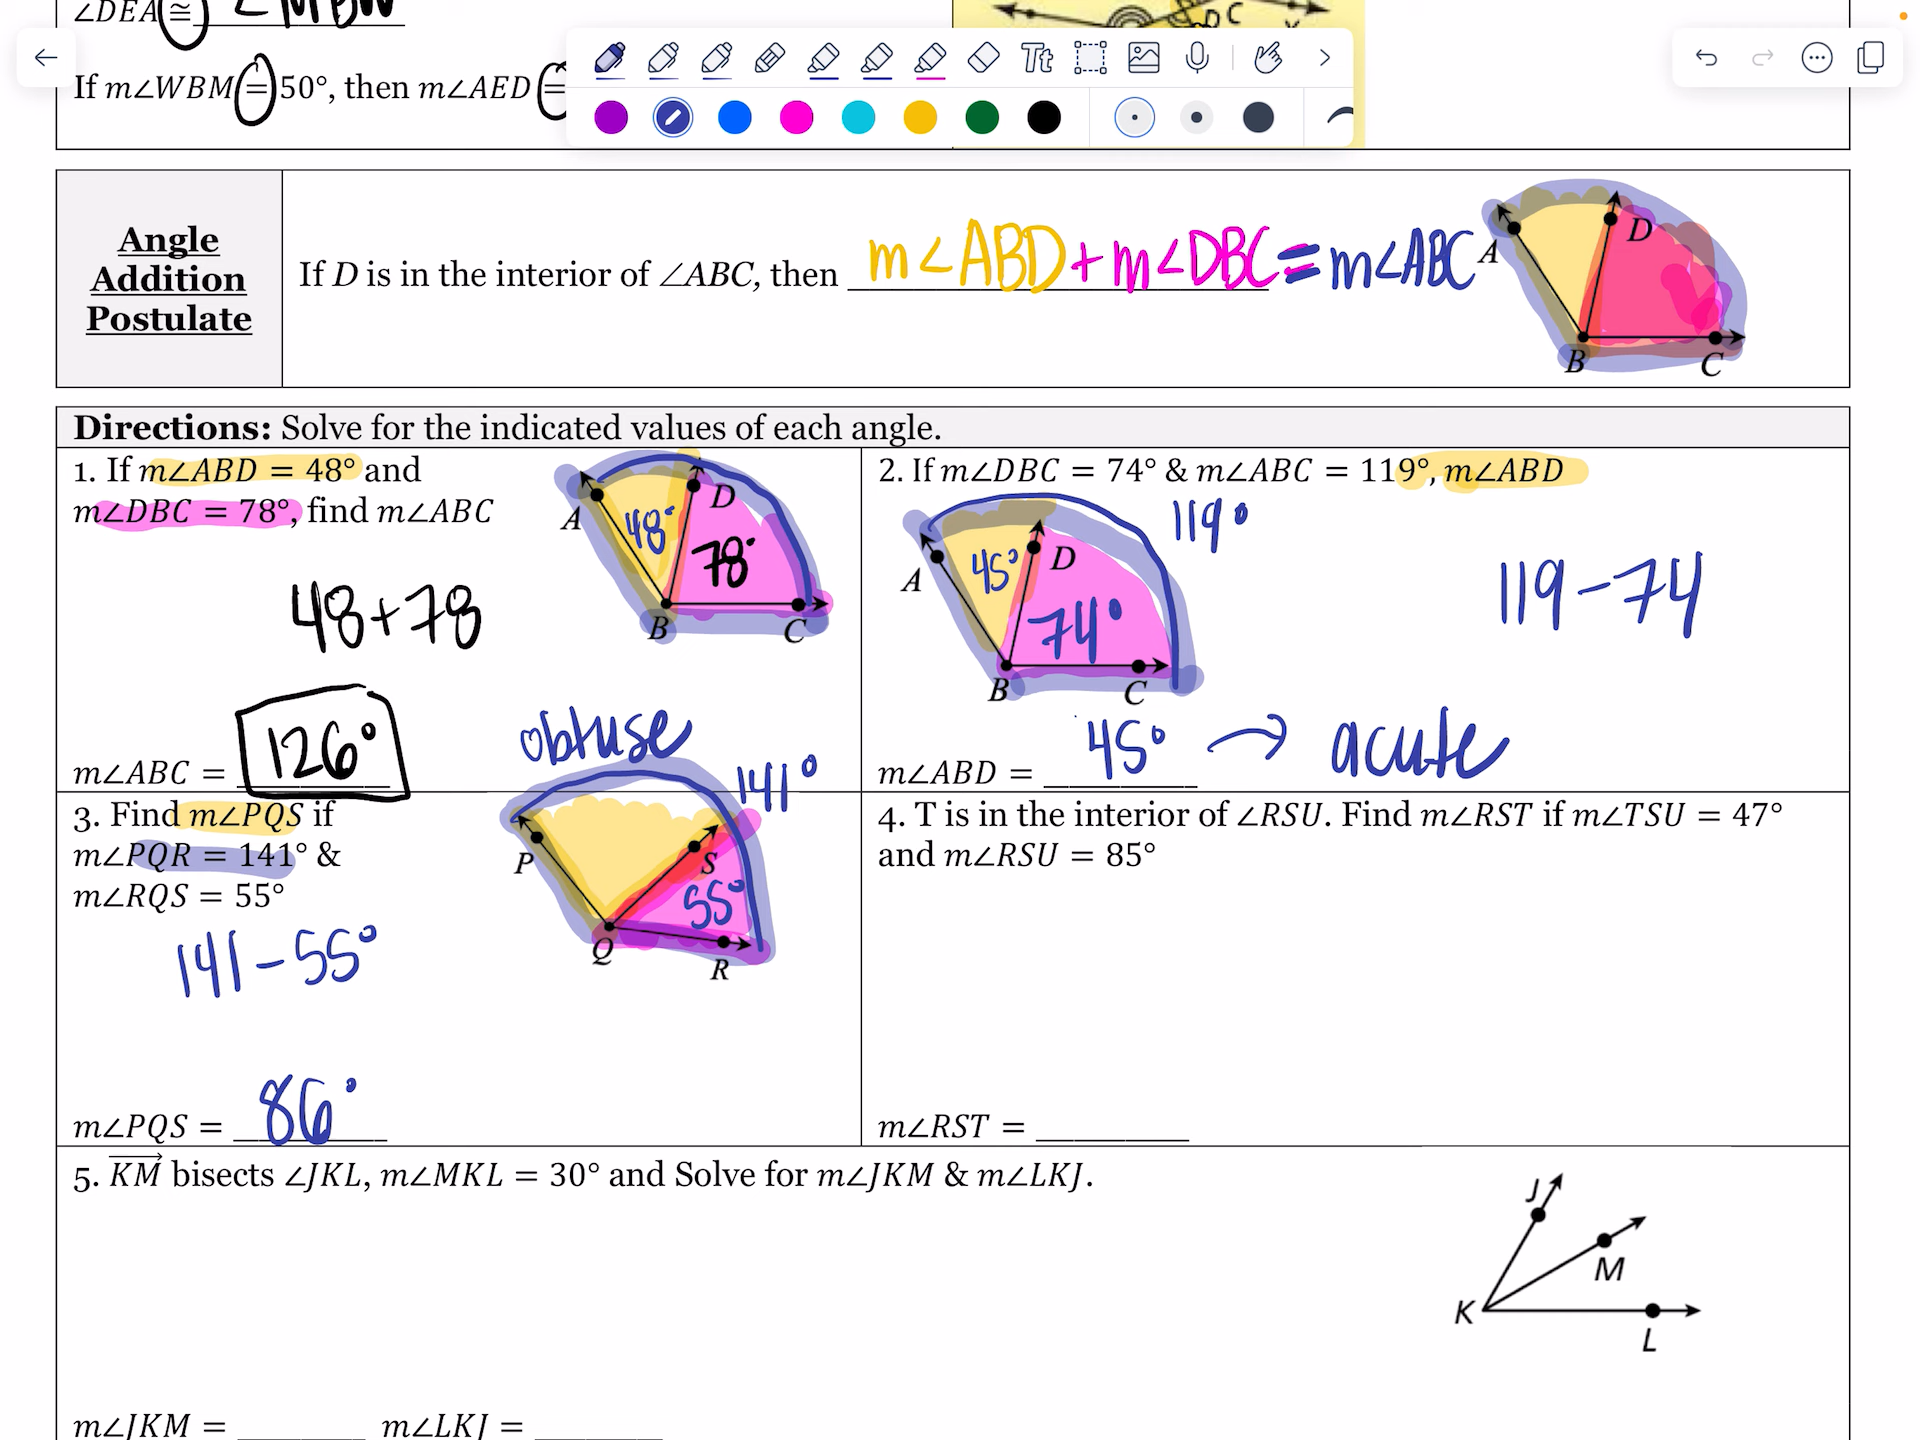 ∠DEA ≅ ∠MBW
DC
If m∠WBM = 50°, then m∠AED =
Tt
Angle
Addition
Postulate
If D is in the interior of ∠ABC, then m∠ABD + m∠DBC = m∠ABC
A
D
B
C
Directions: Solve for the indicated values of each angle.
1. If m∠ABD = 48° and
m∠DBC = 78°, find m∠ABC
A
D
48°
78°
B
C
48+78
m∠ABC = 126°
obtuse
2. If m∠DBC = 74° & m∠ABC = 119°, m∠ABD
119°
A
45°
D
74°
B
C
119-74
m∠ABD = 45° → acute
3. Find m∠PQS if
m∠PQR = 141° &
m∠RQS = 55°
141°
P
S
55°
Q
R
141-55°
m∠PQS = 86°
4. T is in the interior of ∠RSU. Find m∠RST if m∠TSU = 47°
and m∠RSU = 85°
m∠RST =
5. KM bisects ∠JKL, m∠MKL = 30° and Solve for m∠JKM & m∠LKJ.
J
M
K
L
m∠JKM = m∠LKJ =